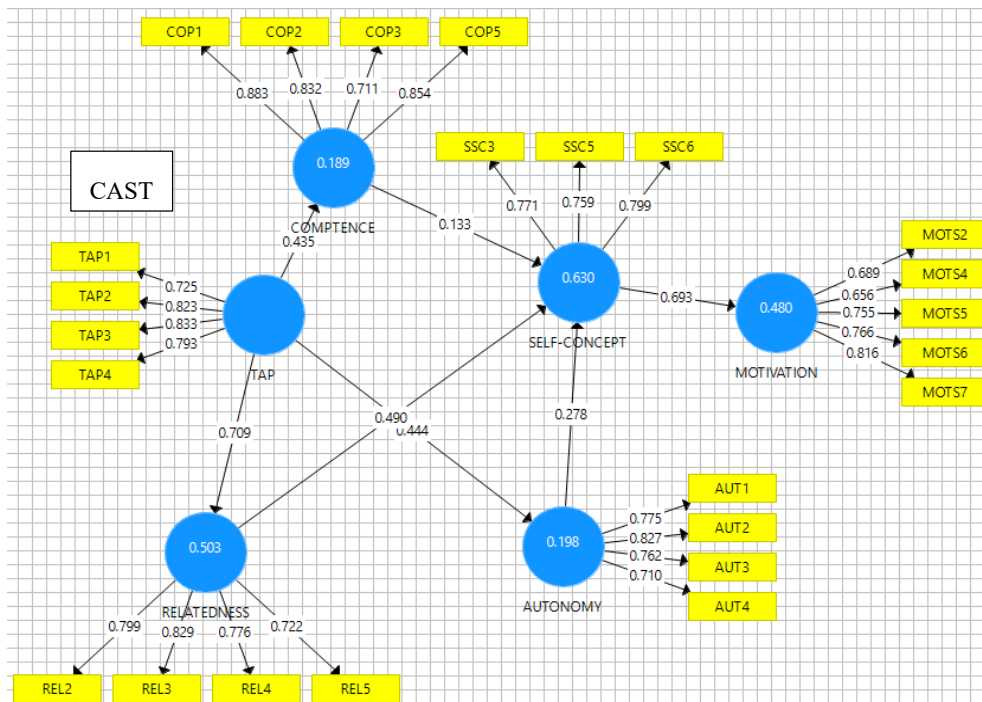 COP1
COP2
COP3
COP5
0.883
0.832
0.711
0.854
0.189
COMPTENCE
SSC3
SSC5
SSC6
0.771
0.759
0.799
CAST
0.435
0.133
TAP1
TAP2
TAP3
TAP4
0.725
0.823
0.833
0.793
TAP
0.630
SELF-CONCEPT
0.693
0.480
MOTIVATION
MOTS2
MOTS4
MOTS5
MOTS6
MOTS7
0.689
0.656
0.755
0.766
0.816
0.709
0.490
0.444
0.278
0.503
RELATEDNESS
0.799
0.829
0.776
0.722
REL2
REL3
REL4
REL5
0.198
AUTONOMY
0.775
0.827
0.762
0.710
AUT1
AUT2
AUT3
AUT4